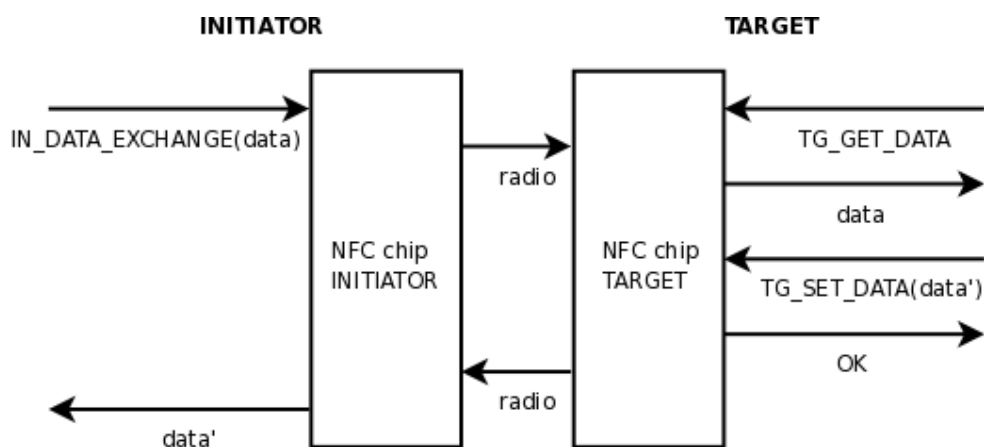 INITIATOR
TARGET
IN_DATA_EXCHANGE(data)
TG_GET_DATA
radio
data
NFC chip
INITIATOR
NFC chip
TARGET
TG_SET_DATA(data')
OK
radio
data'